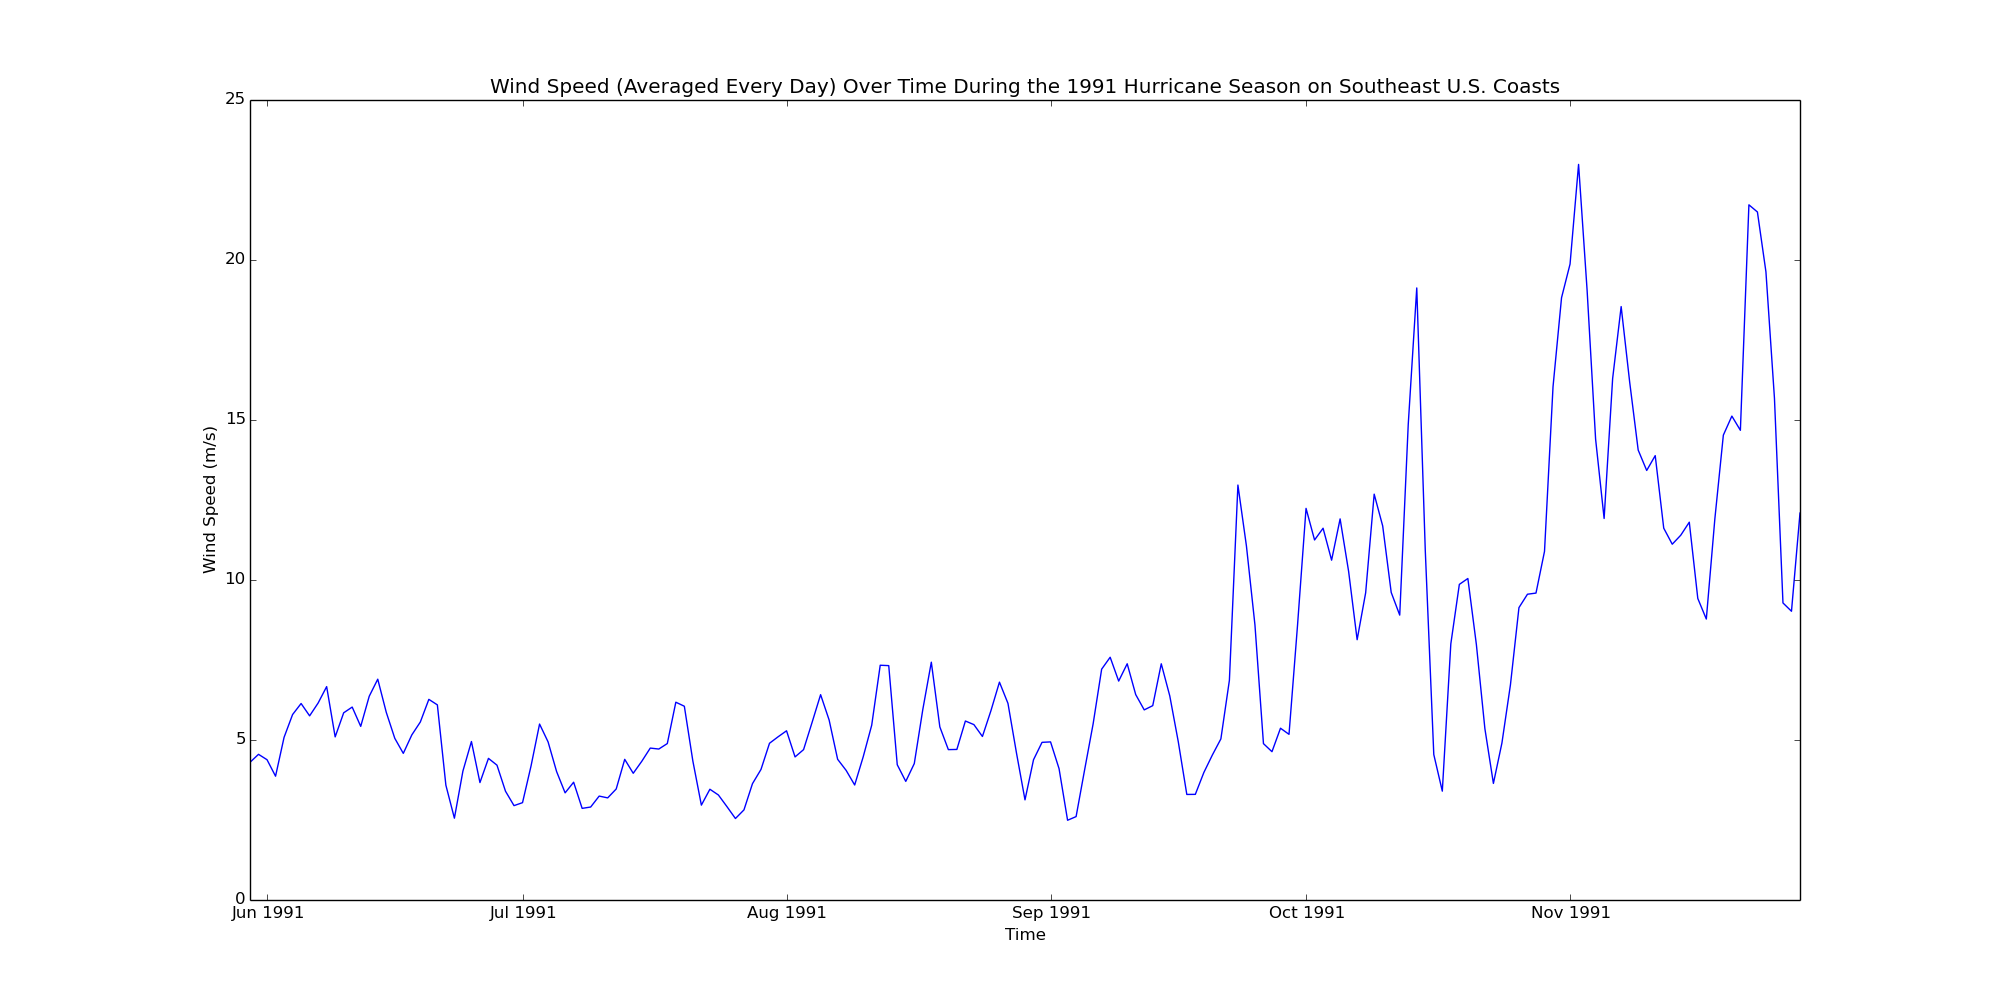 Wind Speed (Averaged Every Day) Over Time During the 1991 Hurricane Season on Southeast U.S. Coasts
25
20
15
10
5
0
Wind Speed (m/s)
Jun 1991 Jul 1991 Aug 1991 Sep 1991 Oct 1991 Nov 1991
Time